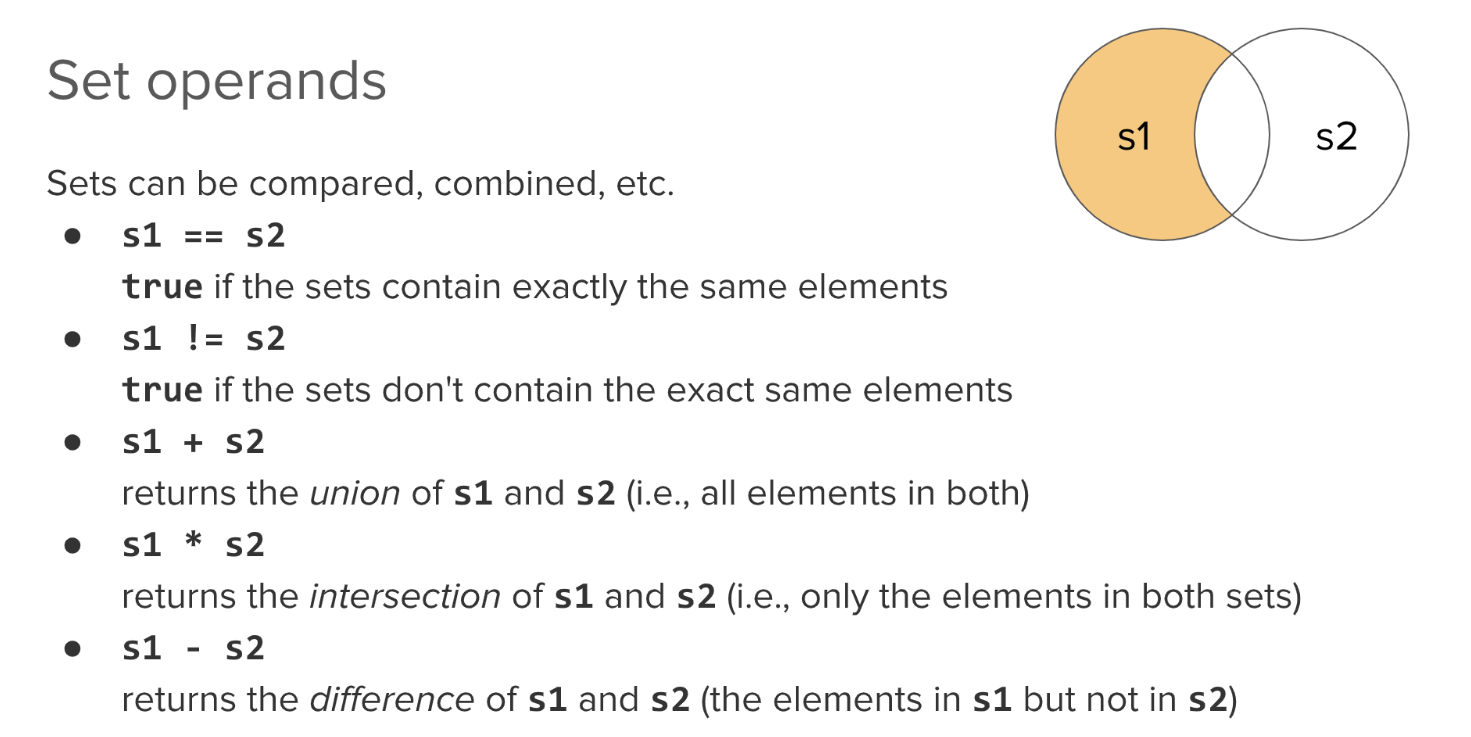 Set operands
s1
s2
Sets can be compared, combined, etc.
● s1 == s2
true if the sets contain exactly the same elements
● s1 != s2
true if the sets don't contain the exact same elements
● s1 + s2
returns the union of s1 and s2 (i.e., all elements in both)
● s1 * s2
returns the intersection of s1 and s2 (i.e., only the elements in both sets)
● s1 - s2
returns the difference of s1 and s2 (the elements in s1 but not in s2)